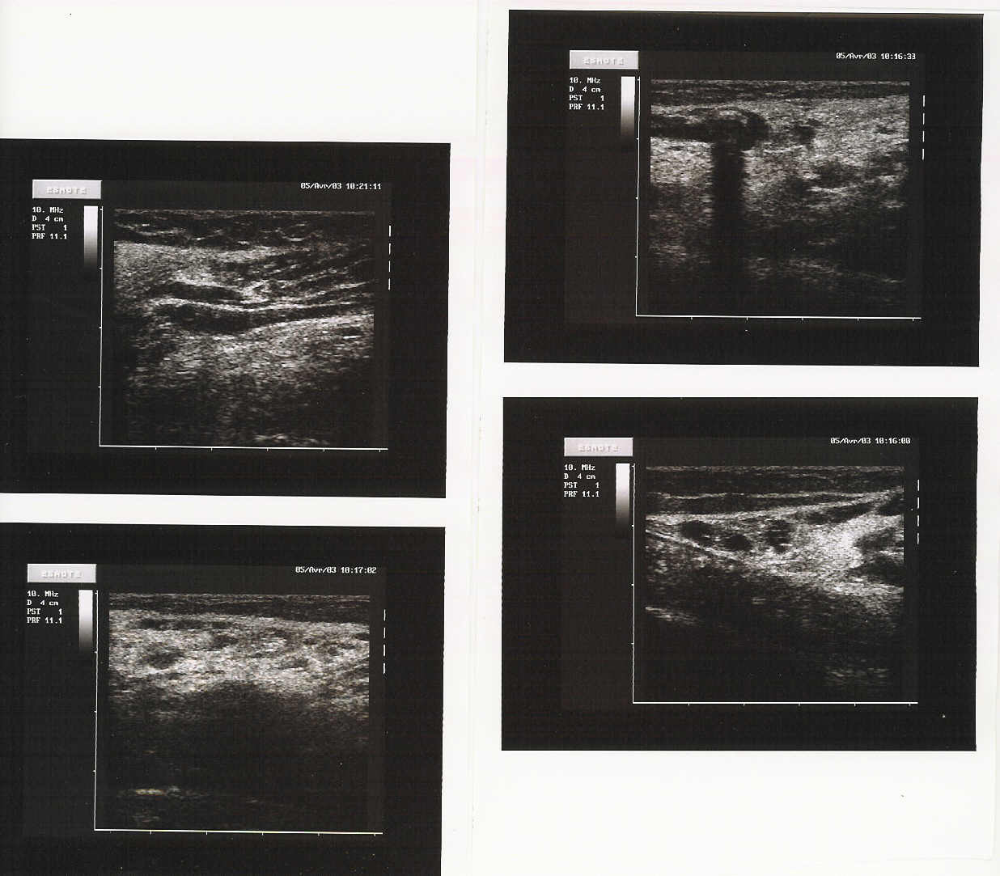 ESAOTE
05/Avr/03 10:21:11
10. MHz
D 4 cm
PST 1
PRF 11.1
ESAOTE
05/Avr/03 10:17:02
10. MHz
D 4 cm
PST 1
PRF 11.1
ESAOTE
05/Avr/03 10:16:33
10. MHz
D 4 cm
PST 1
PRF 11.1
ESAOTE
05/Avr/03 10:16:00
10. MHz
D 4 cm
PST 1
PRF 11.1